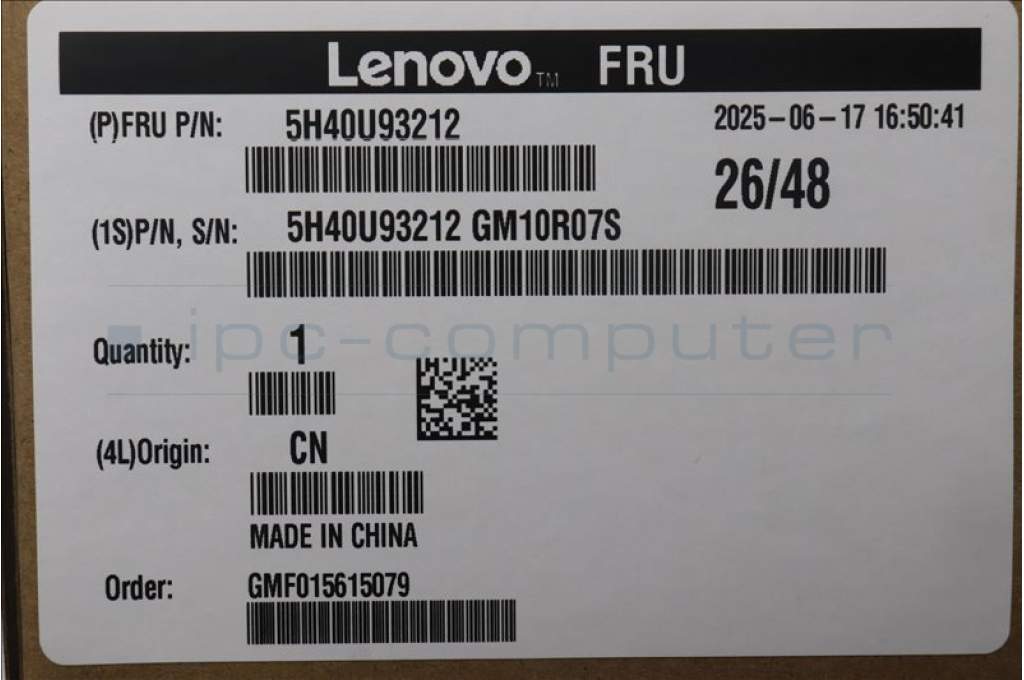 Lenovo™ FRU
(P)FRU P/N: 5H40U93212 2025-06-17 16:50:41
26/48
(1S)P/N, S/N: 5H40U93212 GM10R07S
ipc-computer
Quantity: 1
(4L)Origin: CN
MADE IN CHINA
Order: GMF015615079